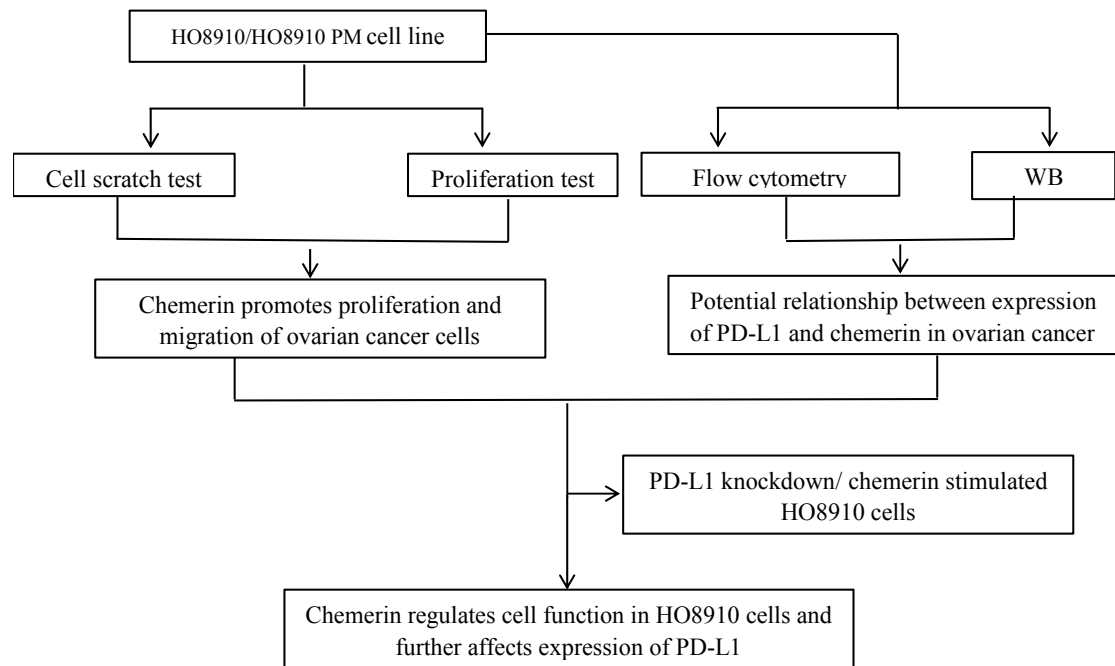 HO8910/HO8910 PM cell line
Cell scratch test
Proliferation test
Flow cytometry
WB
Chemerin promotes proliferation and
migration of ovarian cancer cells
Potential relationship between expression
of PD-L1 and chemerin in ovarian cancer
PD-L1 knockdown/ chemerin stimulated
HO8910 cells
Chemerin regulates cell function in HO8910 cells and
further affects expression of PD-L1